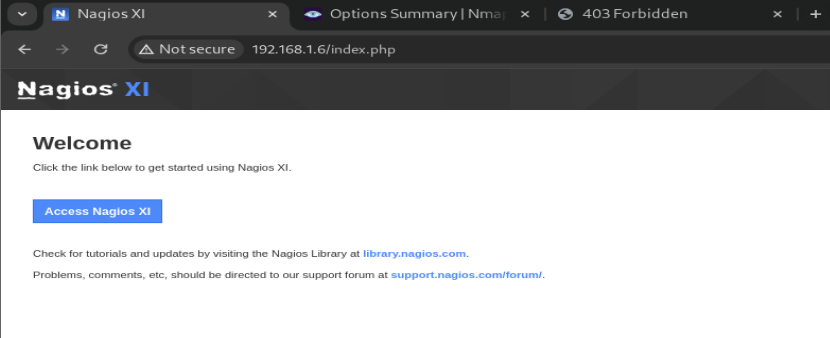 Nagios XI
Options Summary | Nmap
403 Forbidden
Not secure
192.168.1.6/index.php
Nagios® XI
Welcome
Click the link below to get started using Nagios XI.
Access Nagios XI
Check for tutorials and updates by visiting the Nagios Library at library.nagios.com.
Problems, comments, etc, should be directed to our support forum at support.nagios.com/forum/.